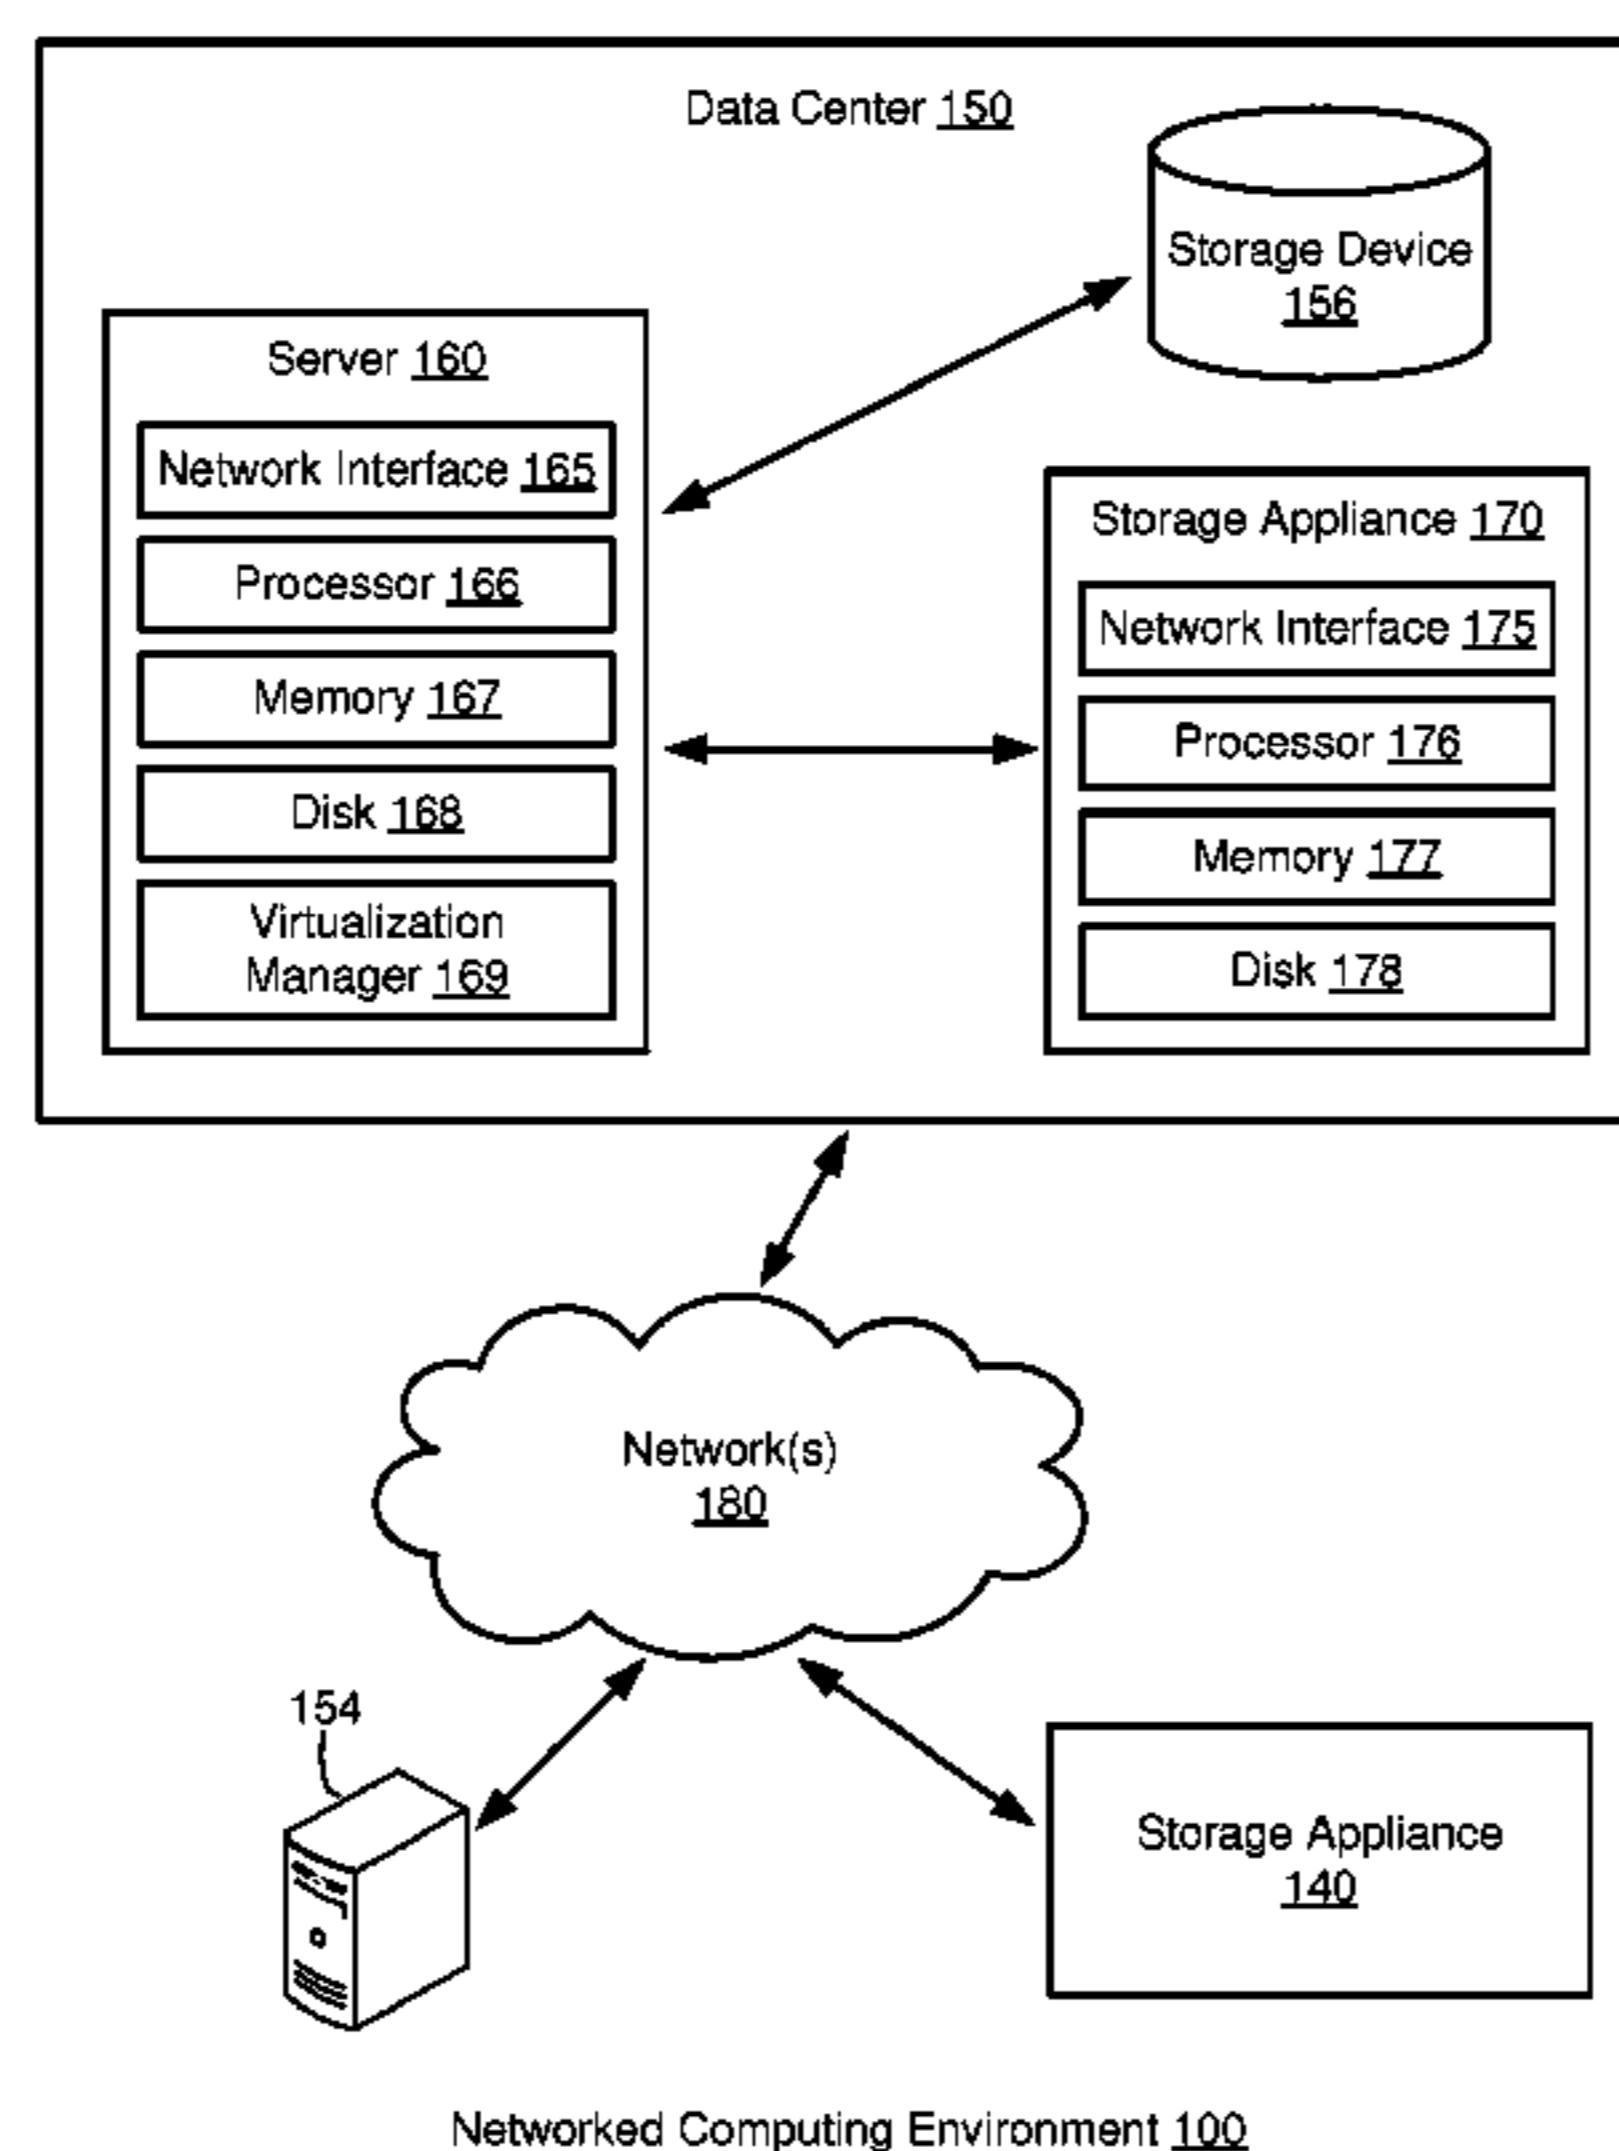 Data Center 150
Storage Device
156
Server 160
Network Interface 165
Processor 166
Memory 167
Disk 168
Virtualization
Manager 169
Storage Appliance 170
Network Interface 175
Processor 176
Memory 177
Disk 178
Network(s)
180
154
Storage Appliance
140
Networked Computing Environment 100